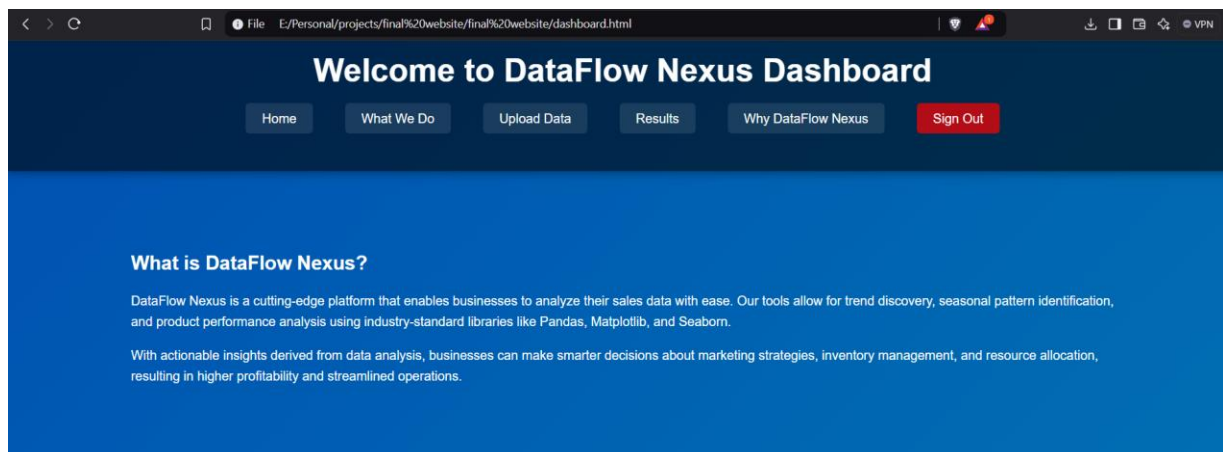 File E:/Personal/projects/final%20website/final%20website/dashboard.html
VPN
Welcome to DataFlow Nexus Dashboard
Home What We Do Upload Data Results Why DataFlow Nexus Sign Out
What is DataFlow Nexus?
DataFlow Nexus is a cutting-edge platform that enables businesses to analyze their sales data with ease. Our tools allow for trend discovery, seasonal pattern identification,
and product performance analysis using industry-standard libraries like Pandas, Matplotlib, and Seaborn.
With actionable insights derived from data analysis, businesses can make smarter decisions about marketing strategies, inventory management, and resource allocation,
resulting in higher profitability and streamlined operations.